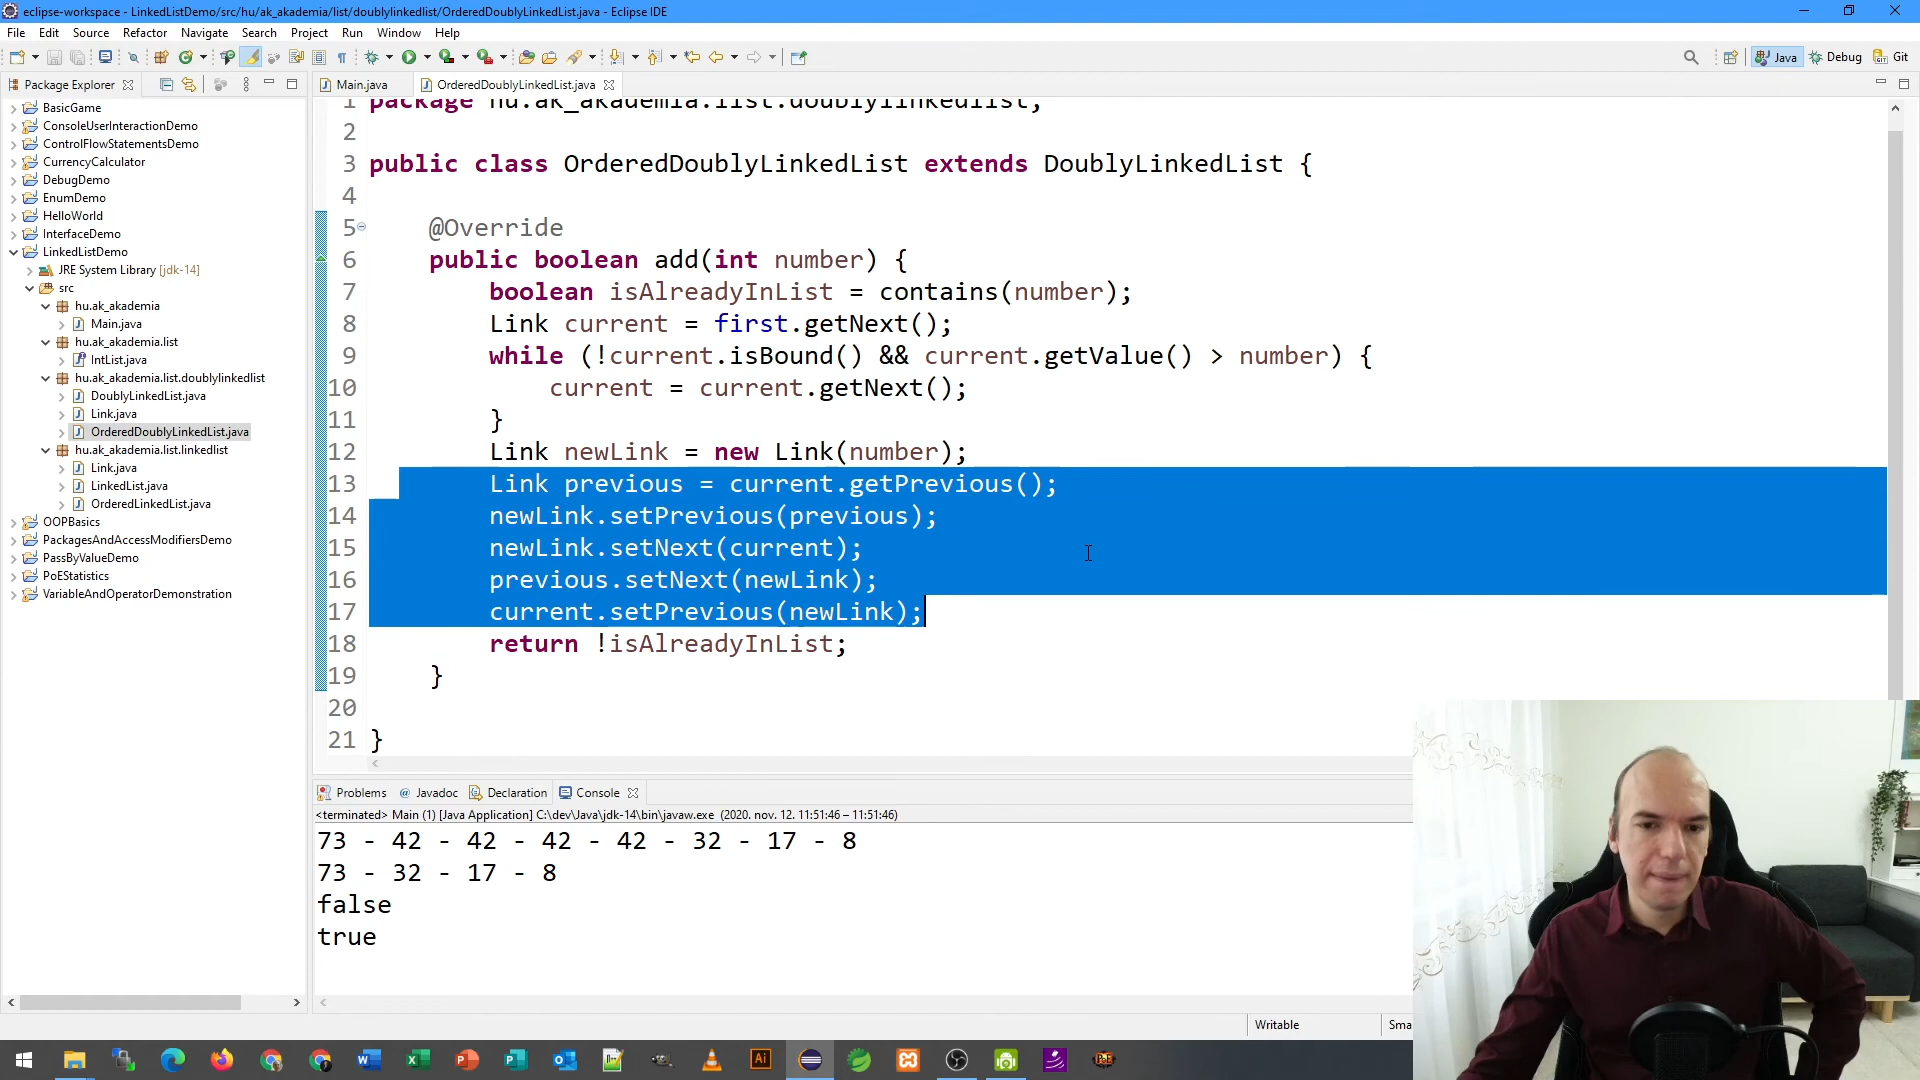 eclipse-workspace - LinkedListDemo/src/hu/ak_akademia/list/doublylinkedlist/OrderedDoublyLinkedList.java - Eclipse IDE
File Edit Source Refactor Navigate Search Project Run Window Help
Java Debug Git
Package Explorer
BasicGame
ConsoleUserInteractionDemo
ControlFlowStatementsDemo
CurrencyCalculator
DebugDemo
EnumDemo
HelloWorld
InterfaceDemo
LinkedListDemo
JRE System Library [jdk-14]
src
hu.ak_akademia
Main.java
hu.ak_akademia.list
IntList.java
hu.ak_akademia.list.doublylinkedlist
DoublyLinkedList.java
Link.java
OrderedDoublyLinkedList.java
hu.ak_akademia.list.linkedlist
Link.java
LinkedList.java
OrderedLinkedList.java
OOPBasics
PackagesAndAccessModifiersDemo
PassByValueDemo
PoEStatistics
VariableAndOperatorDemonstration
Main.java OrderedDoublyLinkedList.java
1 package hu.ak_akademia.list.doublylinkedlist;
2
3 public class OrderedDoublyLinkedList extends DoublyLinkedList {
4
5 @Override
6 public boolean add(int number) {
7 boolean isAlreadyInList = contains(number);
8 Link current = first.getNext();
9 while (!current.isBound() && current.getValue() > number) {
10 current = current.getNext();
11 }
12 Link newLink = new Link(number);
13 Link previous = current.getPrevious();
14 newLink.setPrevious(previous);
15 newLink.setNext(current);
16 previous.setNext(newLink);
17 current.setPrevious(newLink);
18 return !isAlreadyInList;
19 }
20
21 }
Problems @ Javadoc Declaration Console
<terminated> Main (1) [Java Application] C:\dev\Java\jdk-14\bin\javaw.exe (2020. nov. 12. 11:51:46 – 11:51:46)
73 - 42 - 42 - 42 - 42 - 32 - 17 - 8
73 - 32 - 17 - 8
false
true
Writable Sma